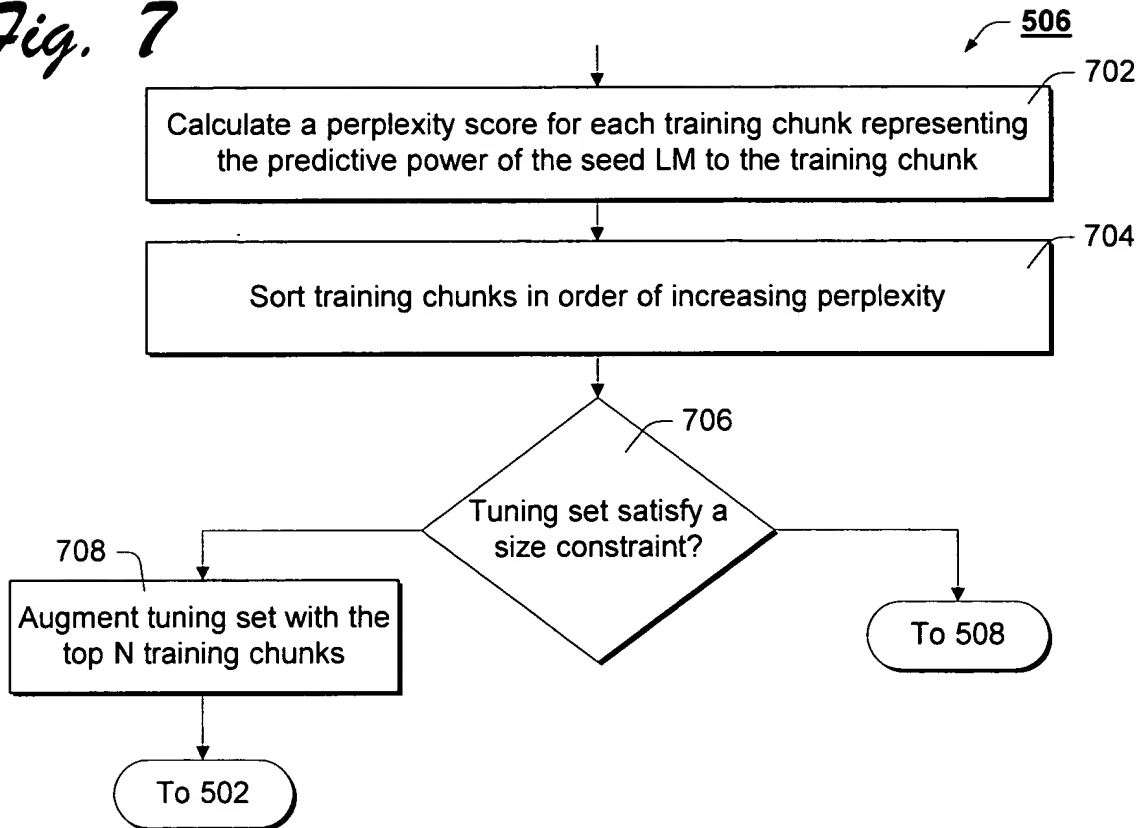 Fig. 7
506
702
Calculate a perplexity score for each training chunk representing
the predictive power of the seed LM to the training chunk
704
Sort training chunks in order of increasing perplexity
706
Tuning set satisfy a
size constraint?
708
Augment tuning set with the
top N training chunks
To 508
To 502